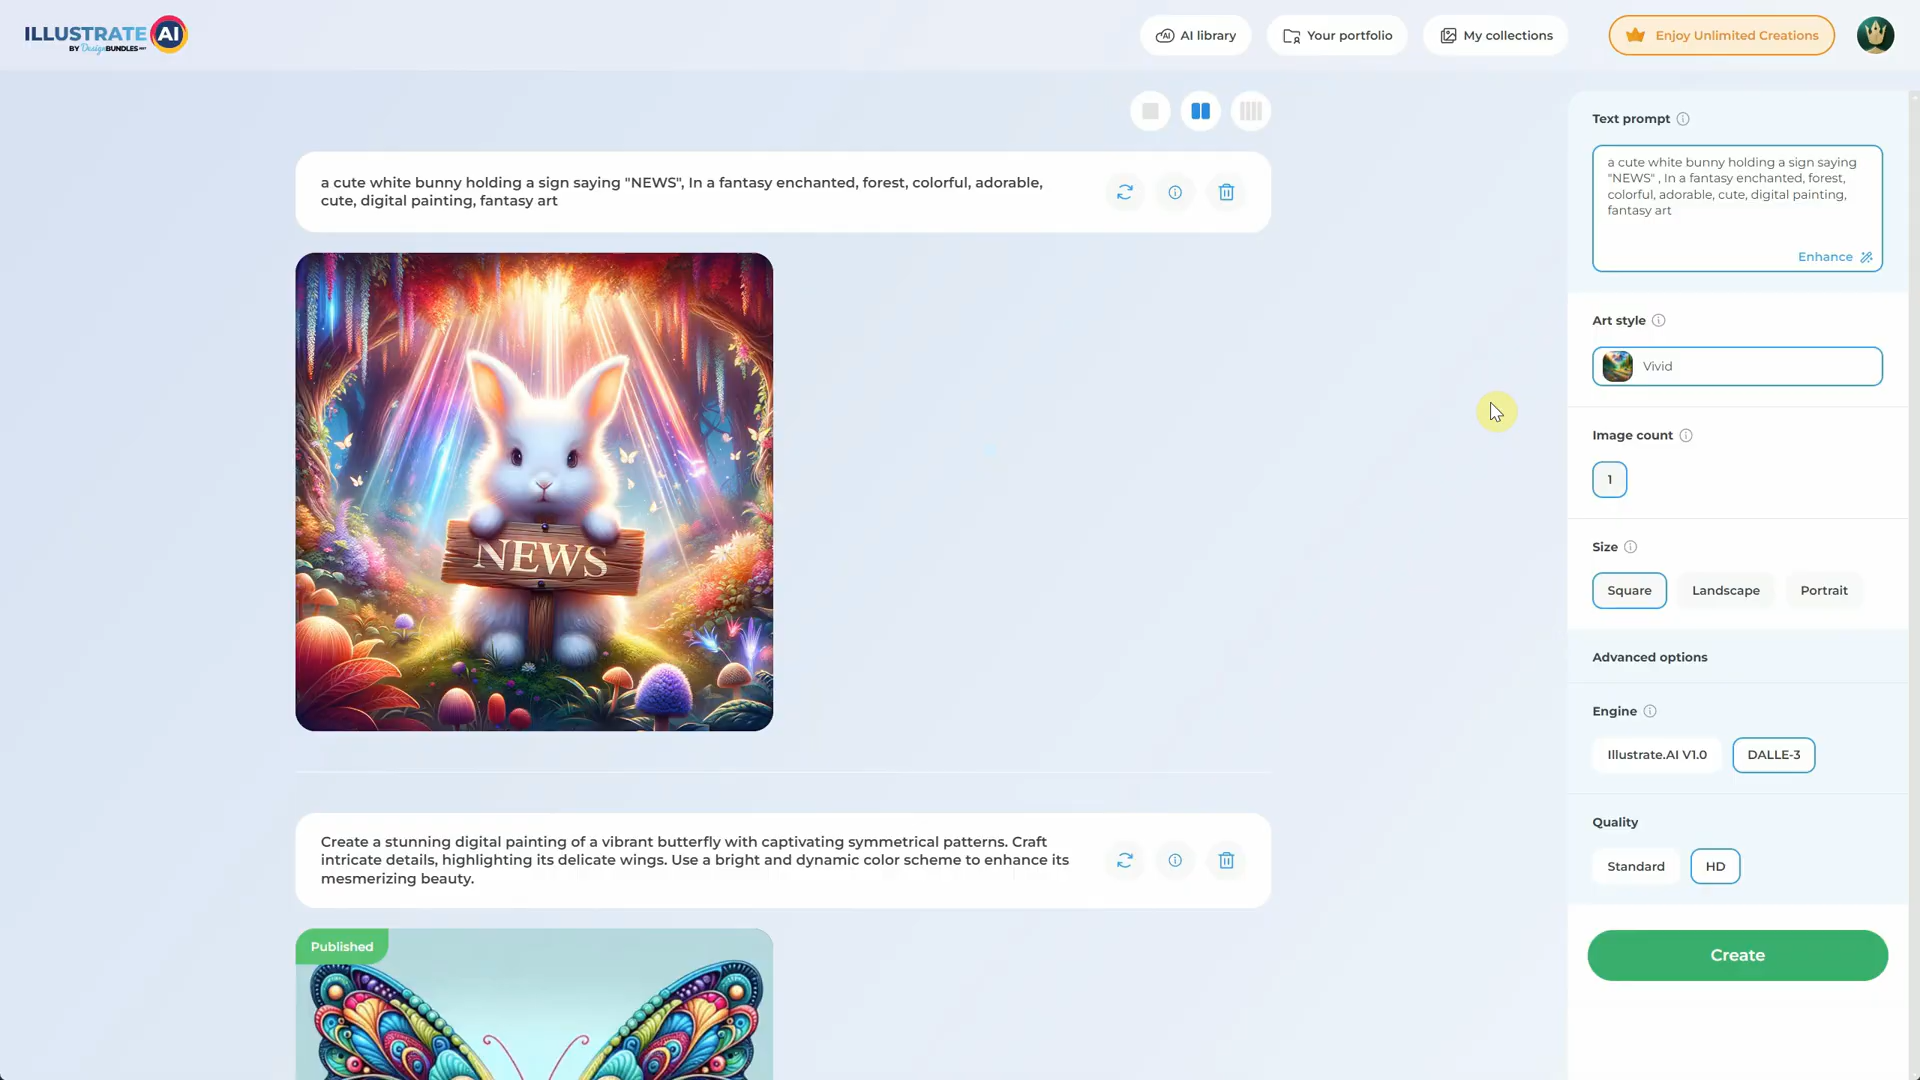 ILLUSTRATE AI
BY DesignBUNDLES.NET
AI library
Your portfolio
My collections
Enjoy Unlimited Creations
a cute white bunny holding a sign saying "NEWS", In a fantasy enchanted, forest, colorful, adorable,
cute, digital painting, fantasy art
NEWS
Create a stunning digital painting of a vibrant butterfly with captivating symmetrical patterns. Craft
intricate details, highlighting its delicate wings. Use a bright and dynamic color scheme to enhance its
mesmerizing beauty.
Published
Text prompt
a cute white bunny holding a sign saying
"NEWS" , In a fantasy enchanted, forest,
colorful, adorable, cute, digital painting,
fantasy art
Enhance
Art style
Vivid
Image count
1
Size
Square
Landscape
Portrait
Advanced options
Engine
Illustrate.AI V1.0
DALLE-3
Quality
Standard
HD
Create